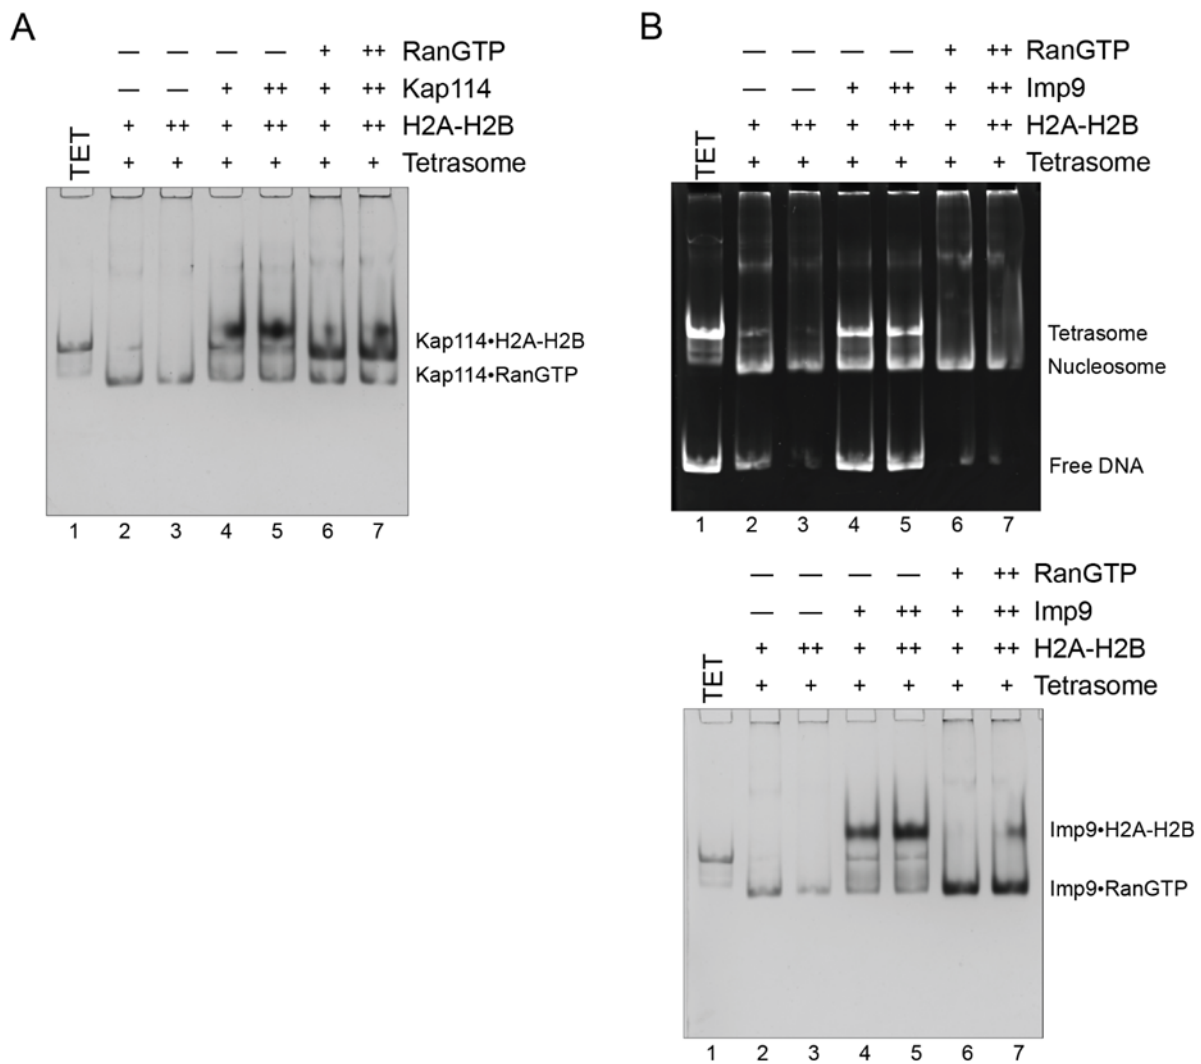 A
— — — — + ++ RanGTP
— — + ++ + ++ Kap114
+ ++ + ++ + ++ H2A-H2B
TET + + + + + + Tetrasome
Kap114•H2A-H2B
Kap114•RanGTP
1 2 3 4 5 6 7
B
— — — — + ++ RanGTP
— — + ++ + ++ Imp9
+ ++ + ++ + ++ H2A-H2B
TET + + + + + + Tetrasome
Tetrasome
Nucleosome
Free DNA
1 2 3 4 5 6 7
— — — — + ++ RanGTP
— — + ++ + ++ Imp9
+ ++ + ++ + ++ H2A-H2B
TET + + + + + + Tetrasome
Imp9•H2A-H2B
Imp9•RanGTP
1 2 3 4 5 6 7